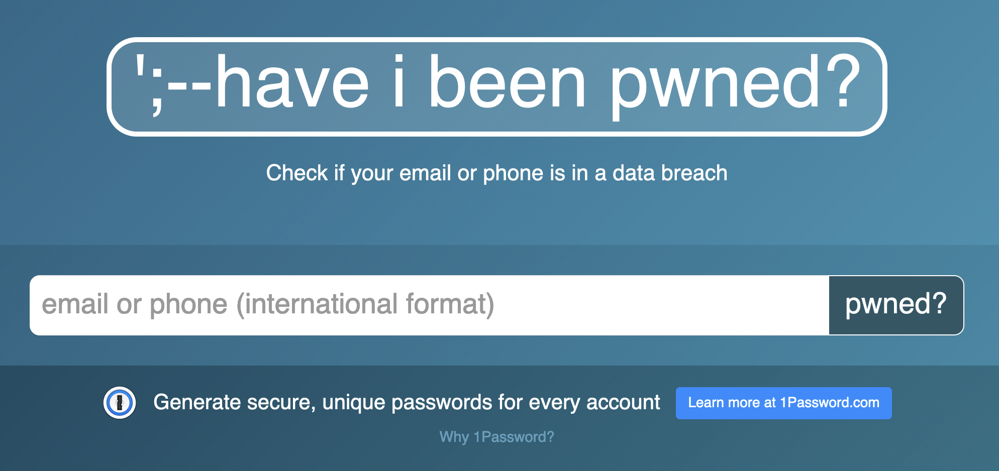 ';--have i been pwned?
Check if your email or phone is in a data breach
email or phone (international format)
pwned?
Generate secure, unique passwords for every account
Learn more at 1Password.com
Why 1Password?